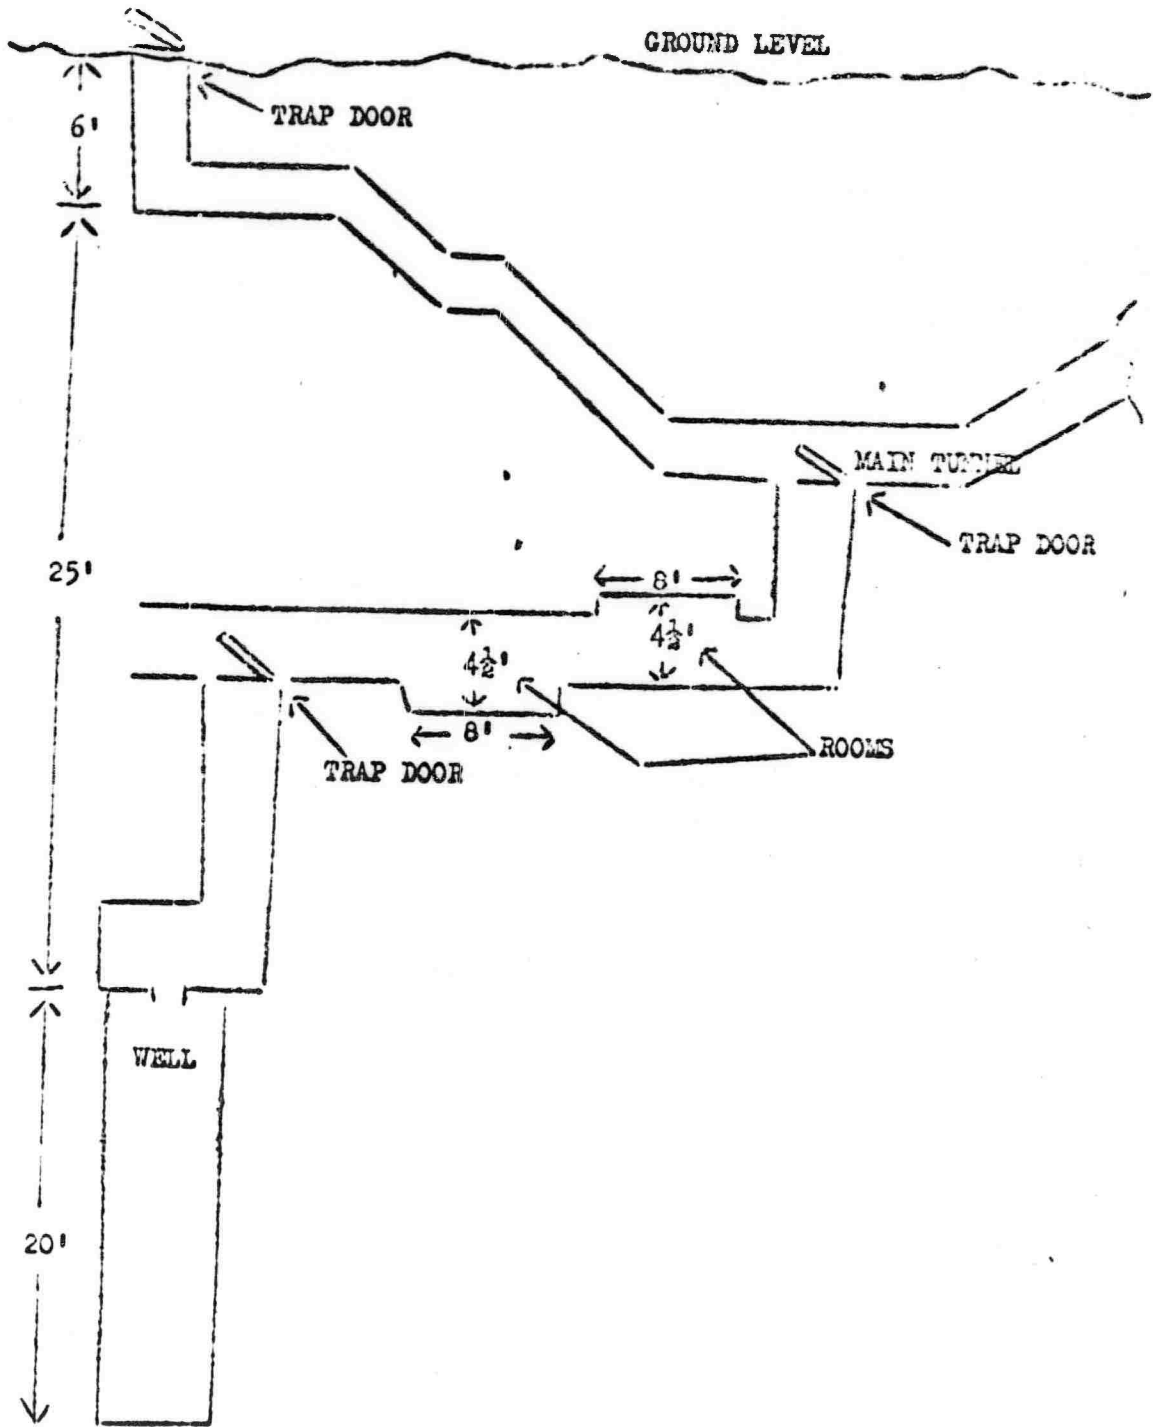 GROUND LEVEL
TRAP DOOR
6'
MAIN TUNNEL
TRAP DOOR
25'
8'
4½'
4½'
8'
ROOMS
TRAP DOOR
WELL
20'